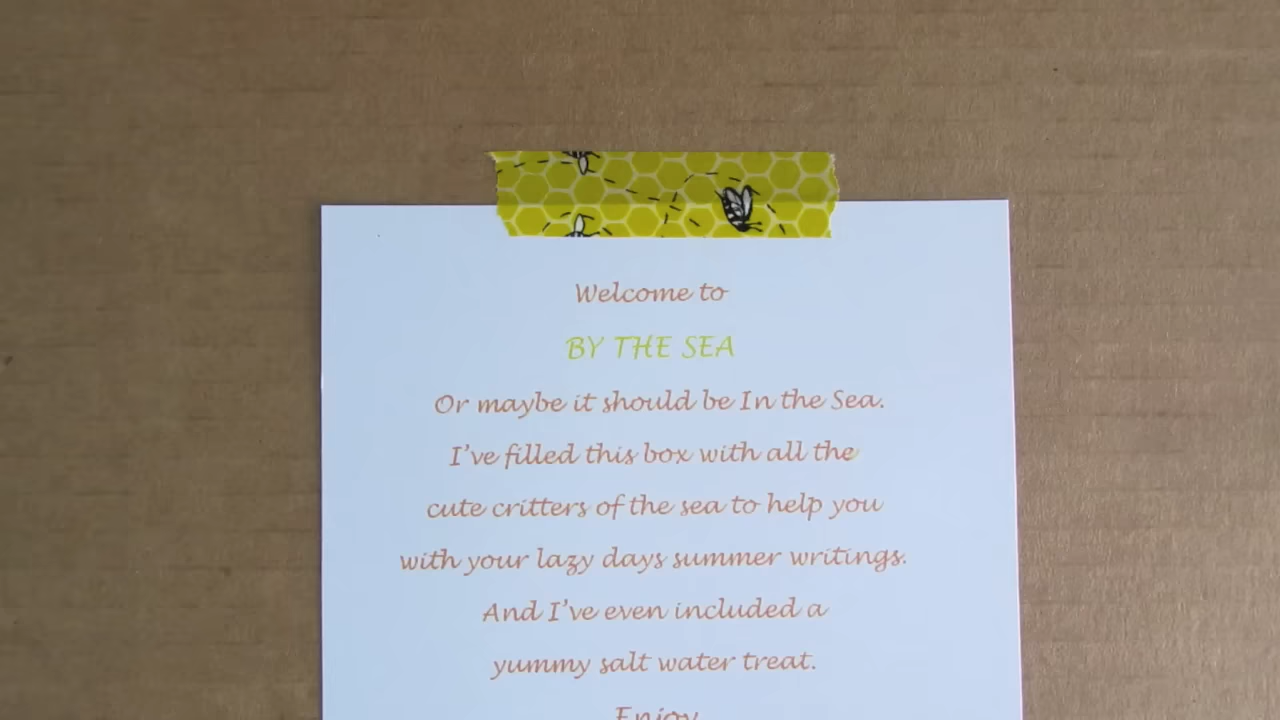 Welcome to
BY THE SEA
Or maybe it should be In the Sea.
I've filled this box with all the
cute critters of the sea to help you
with your lazy days summer writings.
And I've even included a
yummy salt water treat.
Enjoy